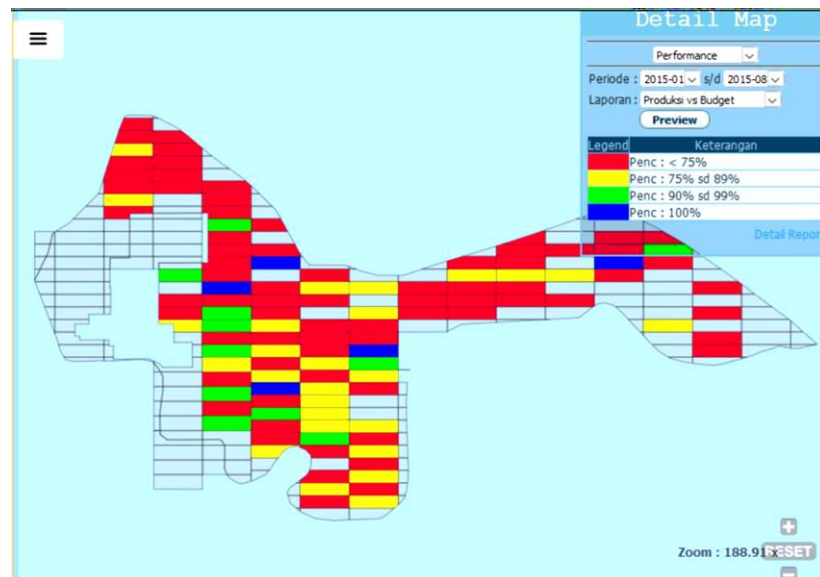 Detail Map
Performance
Periode : 2015-01 s/d 2015-08
Laporan : Produksi vs Budget
Preview
Legend Keterangan
Penc : < 75%
Penc : 75% sd 89%
Penc : 90% sd 99%
Penc : 100%
Detail Repor
Zoom : 188.91 x
RESET